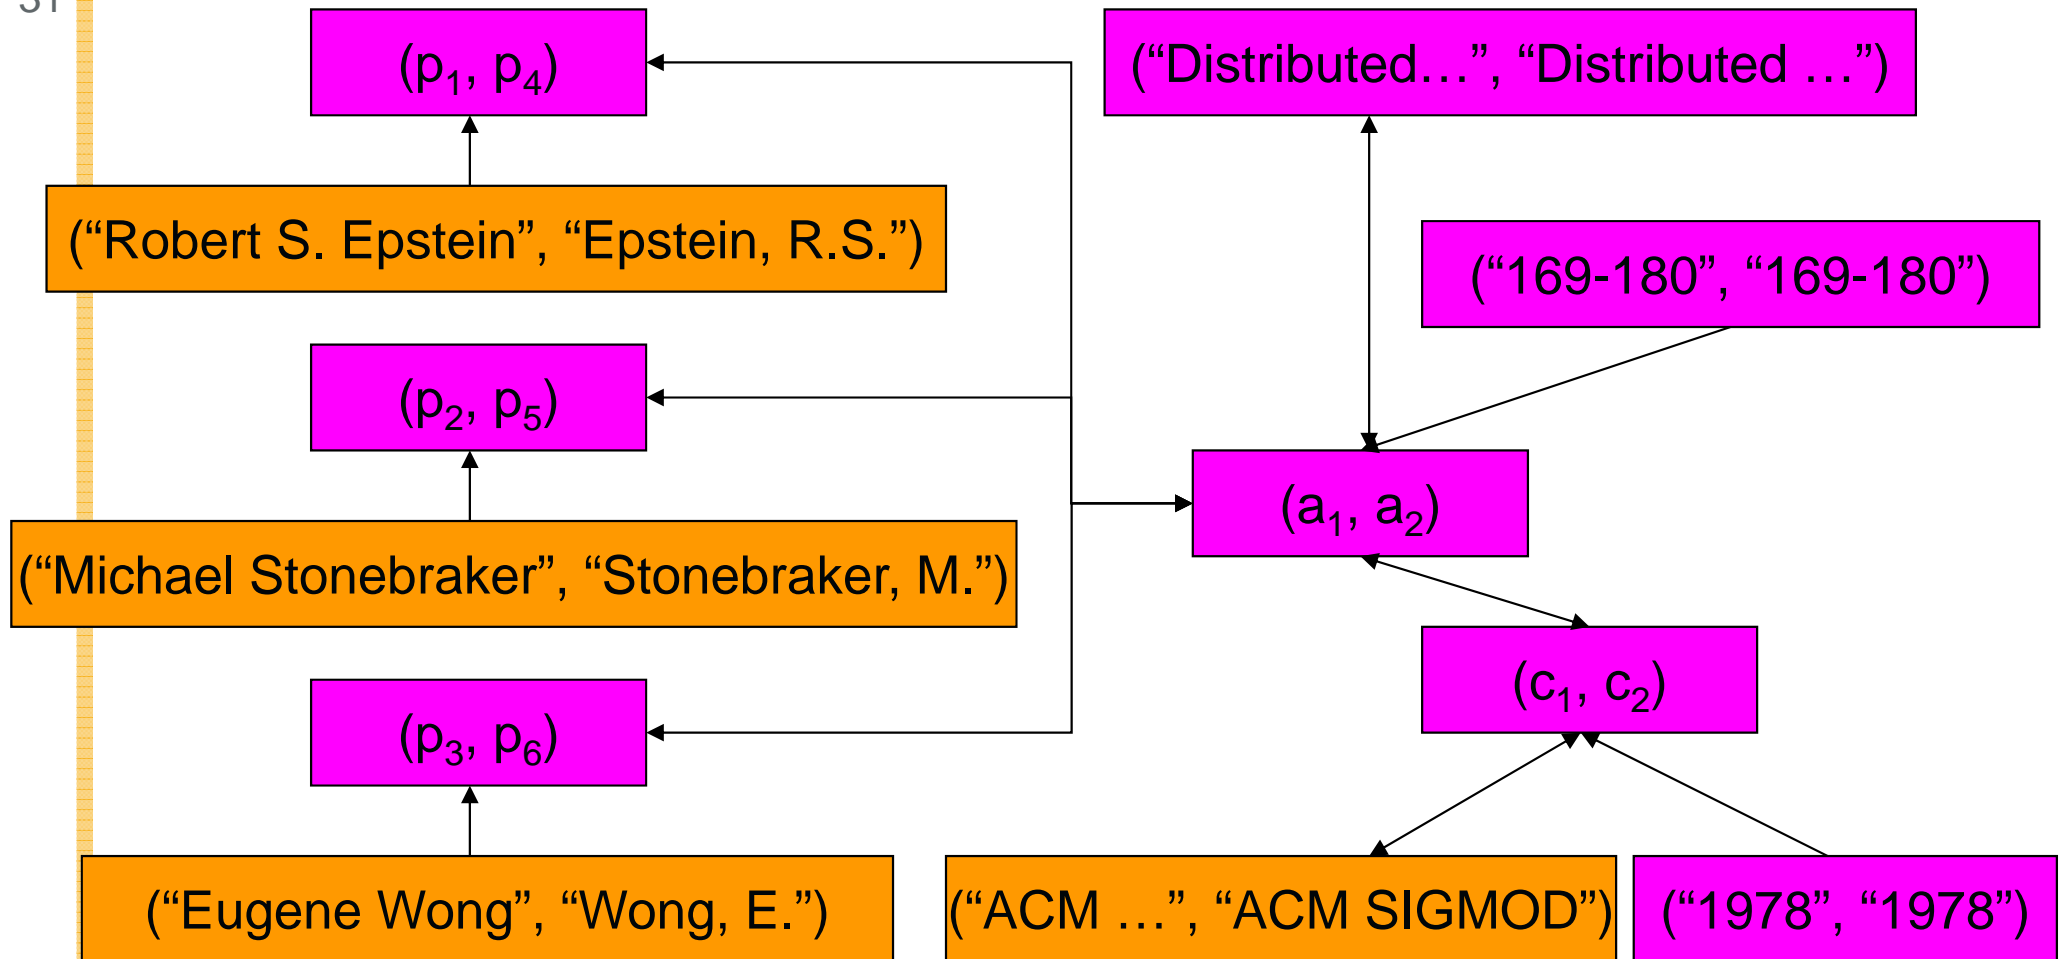 31
(p1, p4)
(“Distributed…”, “Distributed …”)
(“Robert S. Epstein”, “Epstein, R.S.”)
(“169-180”, “169-180”)
(p2, p5)
(a1, a2)
(“Michael Stonebraker”, “Stonebraker, M.”)
(c1, c2)
(p3, p6)
(“Eugene Wong”, “Wong, E.”)
(“ACM …”, “ACM SIGMOD”)
(“1978”, “1978”)